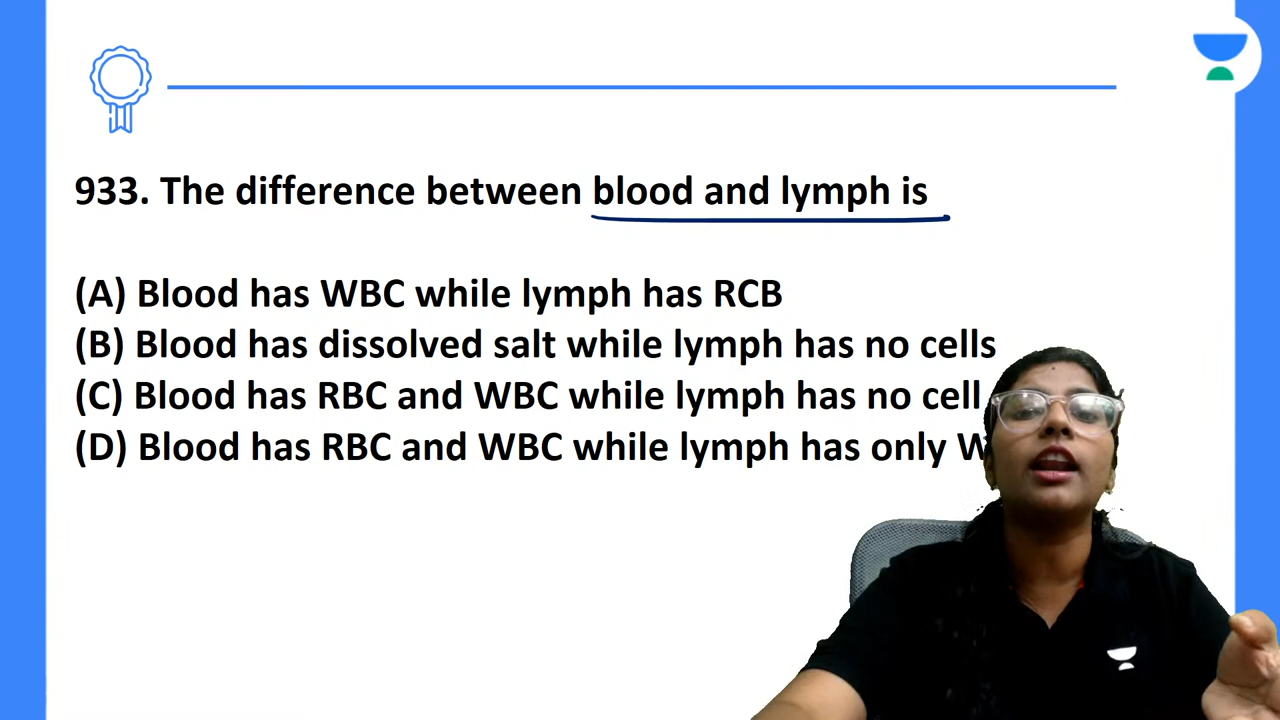 933. The difference between blood and lymph is
(A) Blood has WBC while lymph has RCB
(B) Blood has dissolved salt while lymph has no cells
(C) Blood has RBC and WBC while lymph has no cell
(D) Blood has RBC and WBC while lymph has only